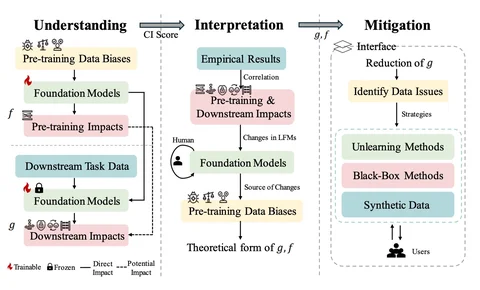 Understanding
CI Score
Interpretation
g, f
Mitigation
Pre-training Data Biases
Foundation Models
f
Pre-training Impacts
Downstream Task Data
Foundation Models
g
Downstream Impacts
Trainable
Frozen
Direct
Impact
Potential
Impact
Empirical Results
Correlation
Pre-training &
Downstream Impacts
Changes in LFMs
Human
Foundation Models
Source of Changes
Pre-training Data Biases
Theoretical form of g, f
Interface
Reduction of g
Identify Data Issues
Strategies
Unlearning Methods
Black-Box Methods
Synthetic Data
Users